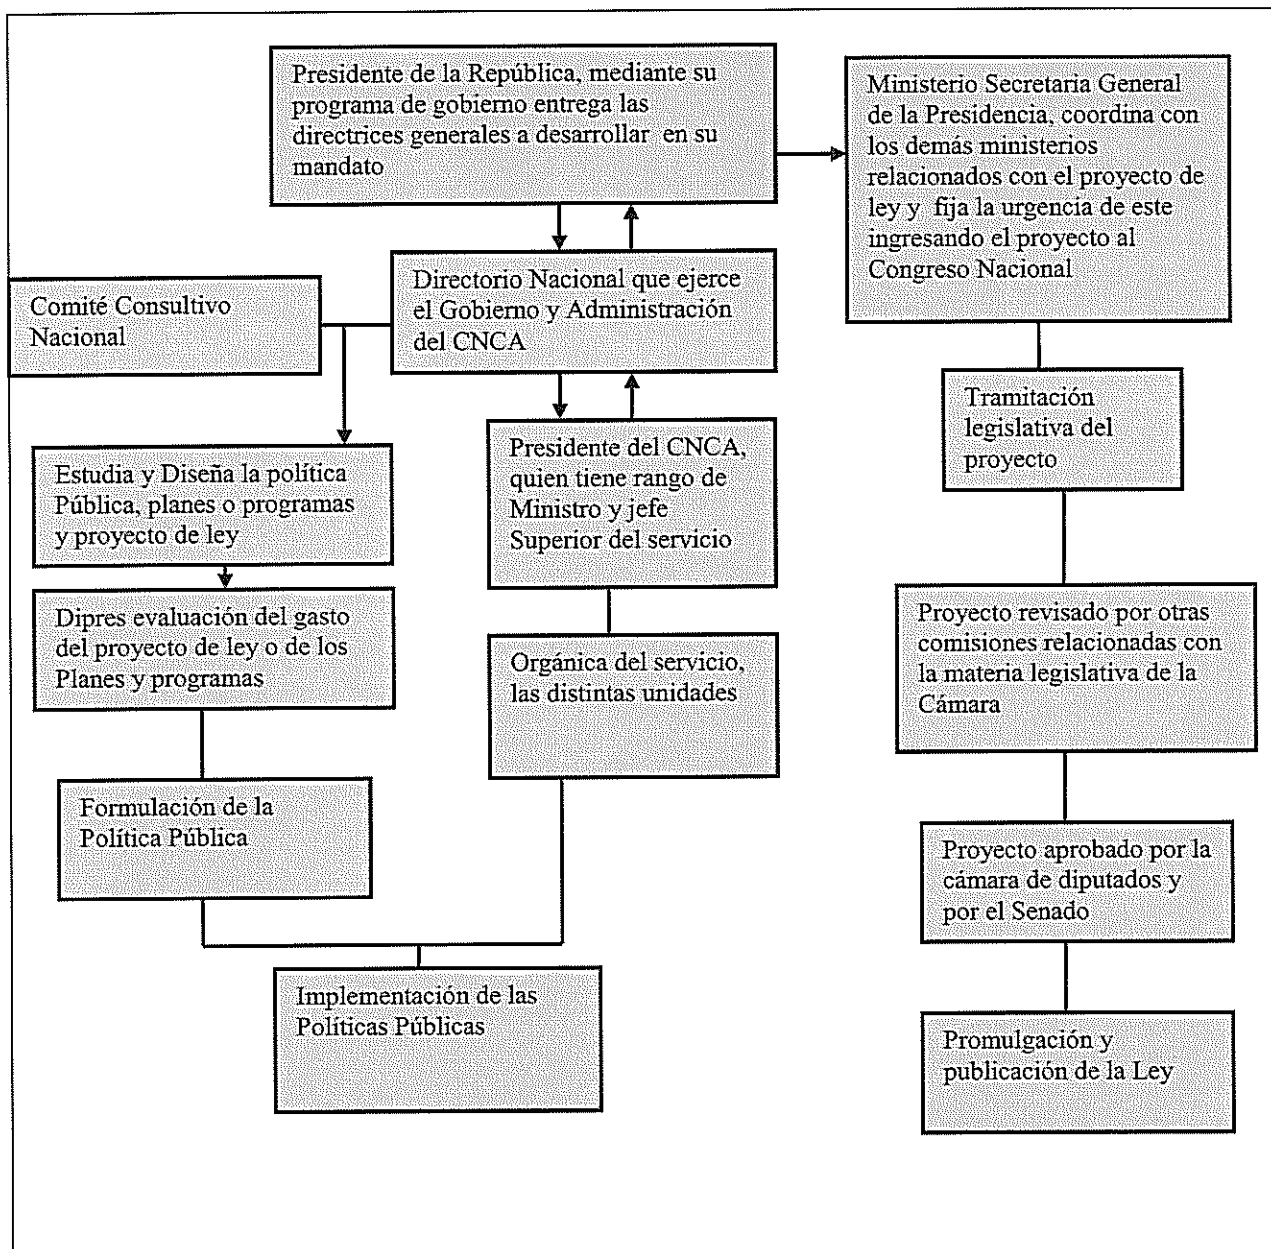 Presidente de la República, mediante su
programa de gobierno entrega las
directrices generales a desarrollar en su
mandato
Ministerio Secretaria General
de la Presidencia, coordina con
los demás ministerios
relacionados con el proyecto de
ley y fija la urgencia de este
ingresando el proyecto al
Congreso Nacional
Comité Consultivo
Nacional
Directorio Nacional que ejerce
el Gobierno y Administración
del CNCA
Tramitación
legislativa del
proyecto
Estudia y Diseña la política
Pública, planes o programas
y proyecto de ley
Presidente del CNCA,
quien tiene rango de
Ministro y jefe
Superior del servicio
Dipres evaluación del gasto
del proyecto de ley o de los
Planes y programas
Orgánica del servicio,
las distintas unidades
Proyecto revisado por otras
comisiones relacionadas con
la materia legislativa de la
Cámara
Formulación de la
Política Pública
Proyecto aprobado por la
cámara de diputados y
por el Senado
Implementación de las
Políticas Públicas
Promulgación y
publicación de la Ley